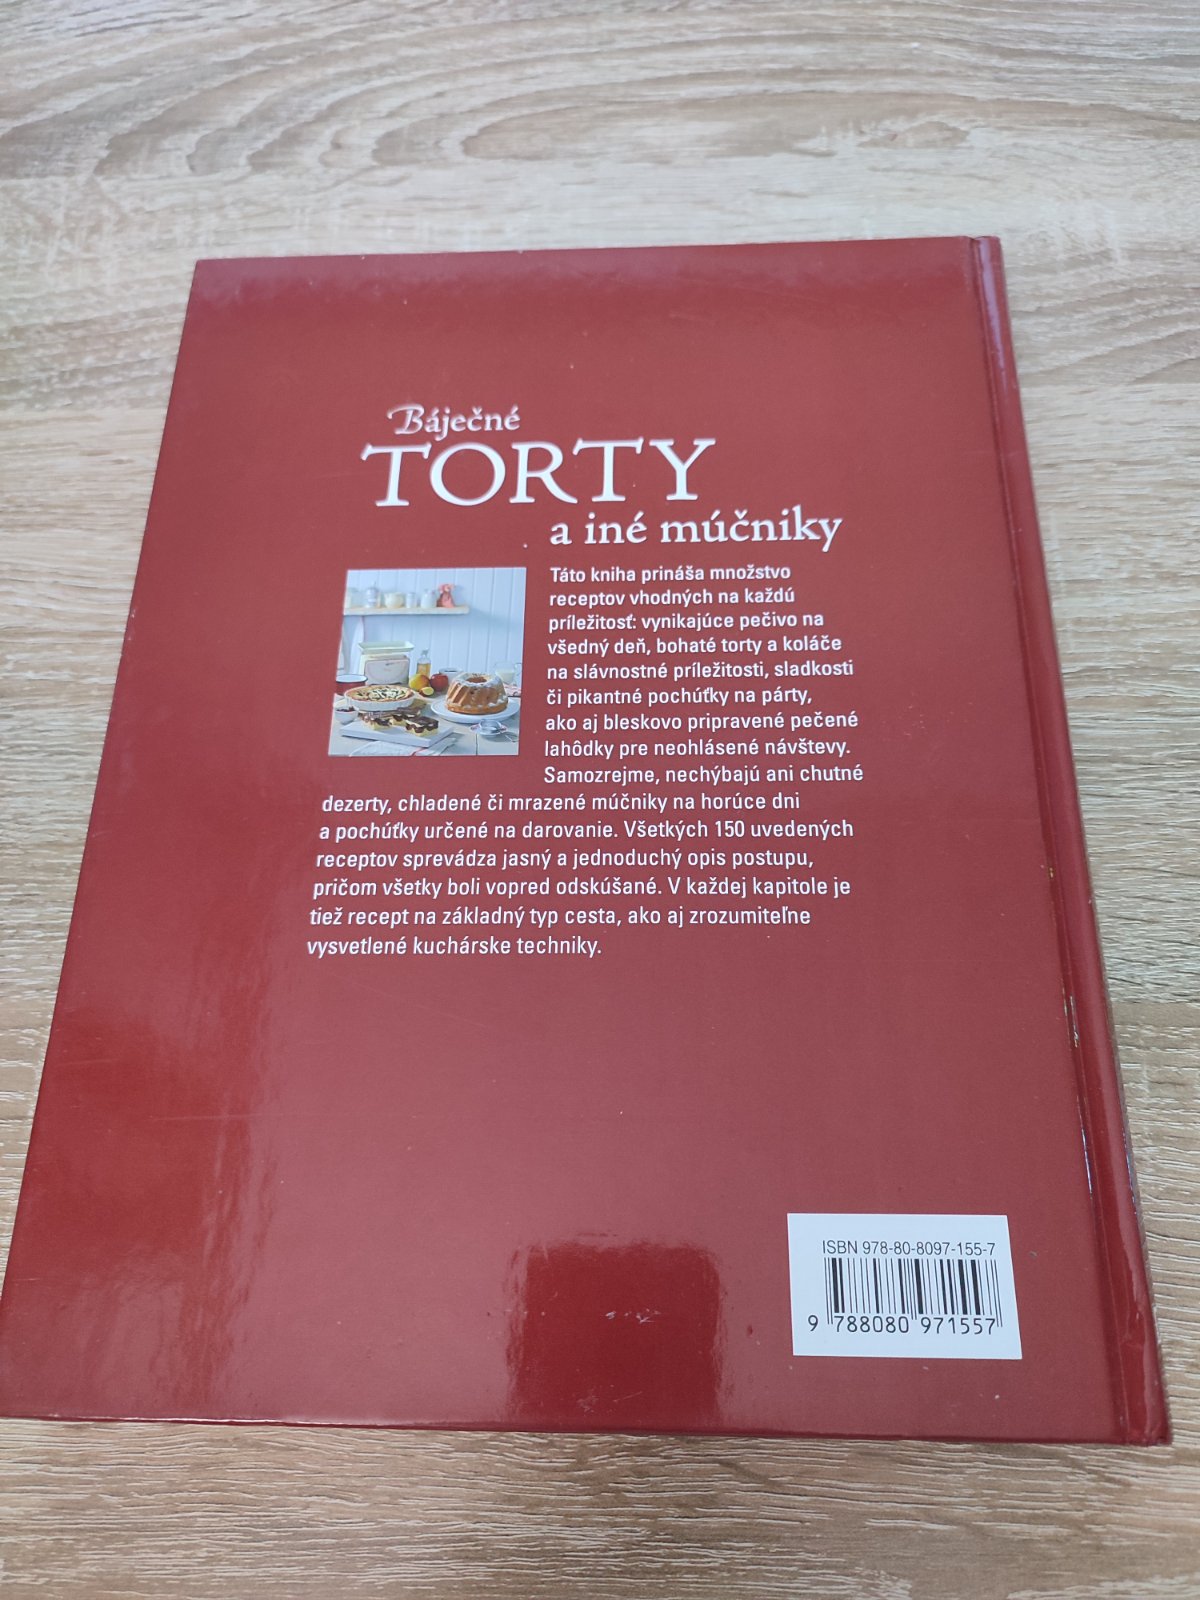 Báječné
TORTY
a iné múčniky
Táto kniha prináša množstvo
receptov vhodných na každú
príležitosť: vynikajúce pečivo na
všedný deň, bohaté torty a koláče
na slávnostné príležitosti, sladkosti
či pikantné pochúťky na párty,
ako aj bleskovo pripravené pečené
lahôdky pre neohlásené návštevy.
Samozrejme, nechýbajú ani chutné
dezerty, chladené či mrazené múčniky na horúce dni
a pochúťky určené na darovanie. Všetkých 150 uvedených
receptov sprevádza jasný a jednoduchý opis postupu,
pričom všetky boli vopred odskúšané. V každej kapitole je
tiež recept na základný typ cesta, ako aj zrozumiteľne
vysvetlené kuchárske techniky.
ISBN 978-80-8097-155-7
9 788080 971557